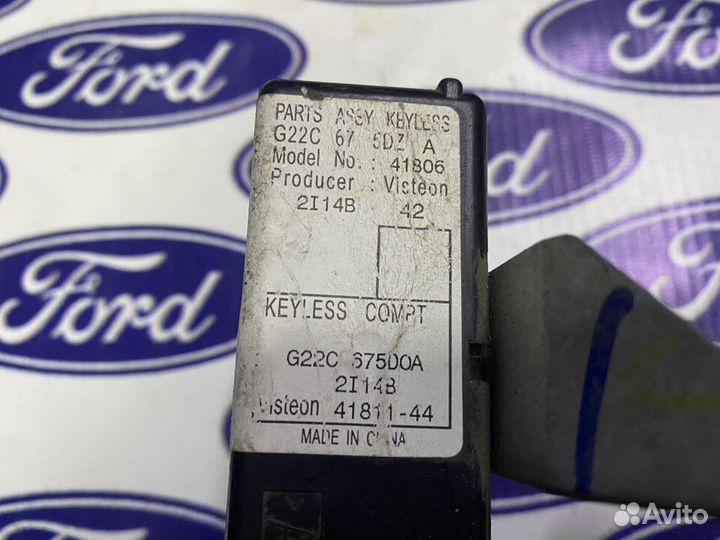 Ford
Ford
Ford
Ford
PARTS ASSY KEYLESS
G22C 67 5DZ A
Model No. : 41806
Producer : Visteon
2I14B 42
KEYLESS COMPT
G22C 675D0A
2I14B
Visteon 41811-44
MADE IN CHINA
Avito